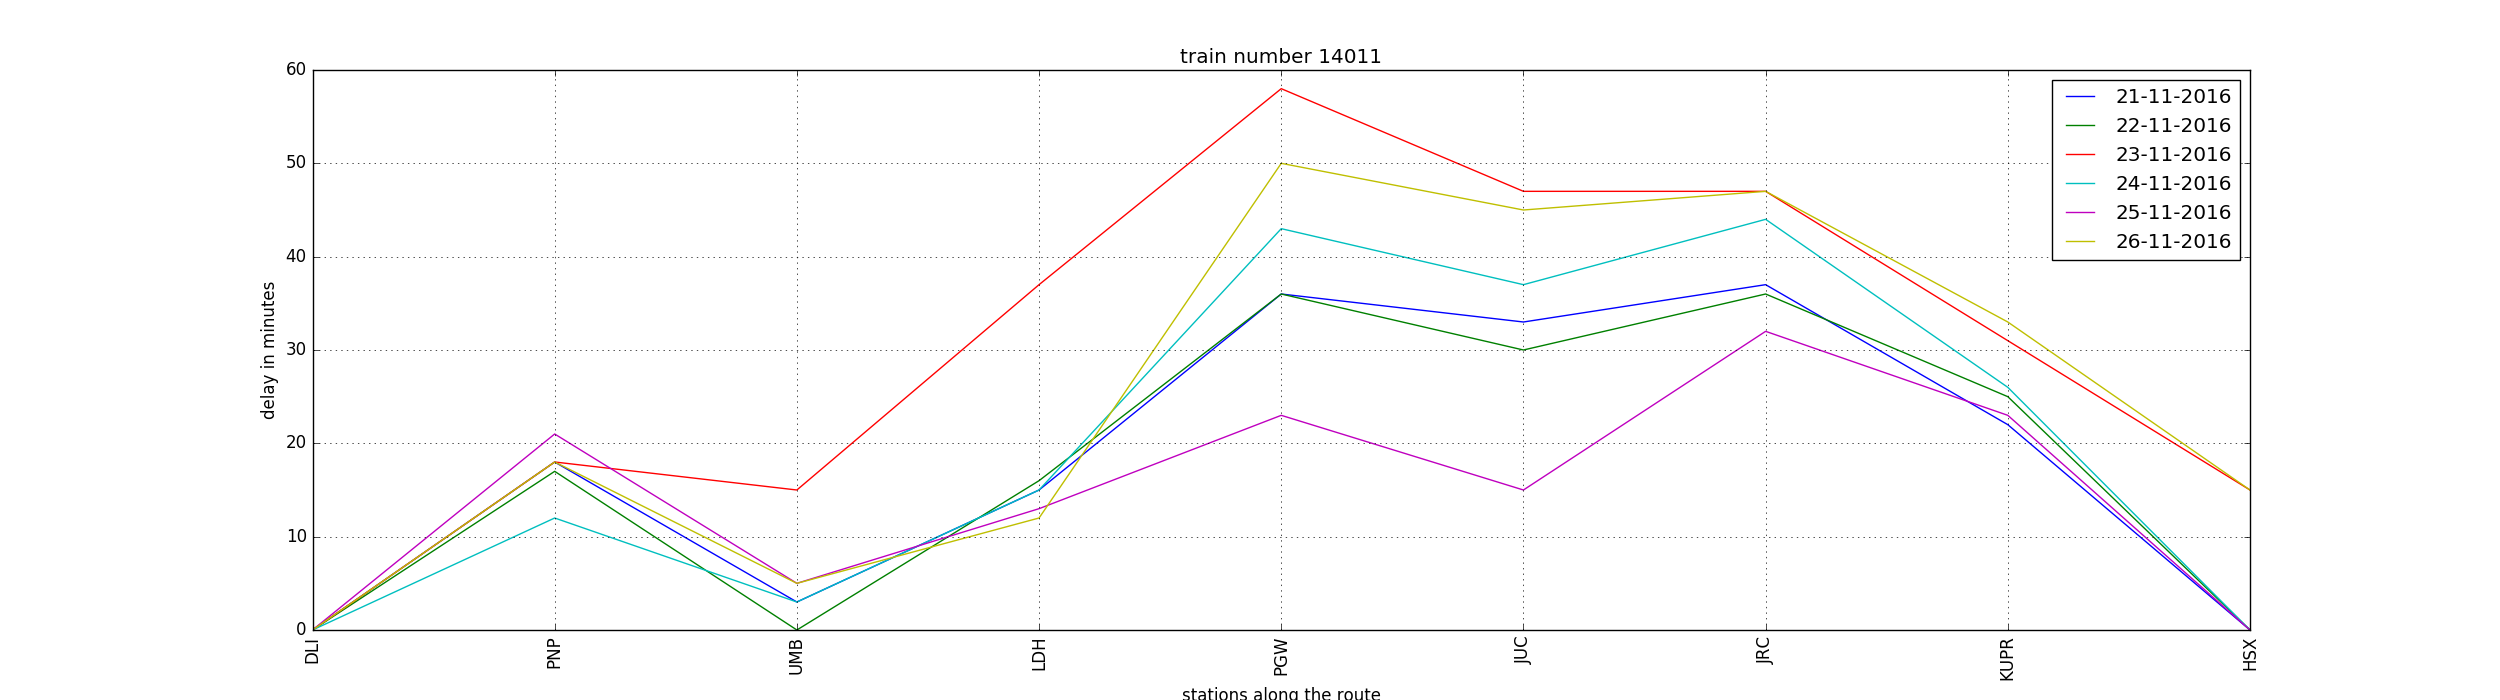 train number 14011
60
50
40
30
20
10
0
delay in minutes
21-11-2016
22-11-2016
23-11-2016
24-11-2016
25-11-2016
26-11-2016
DLI
PNP
UMB
LDH
PGW
JUC
JRC
KUPR
HSX
stations along the route